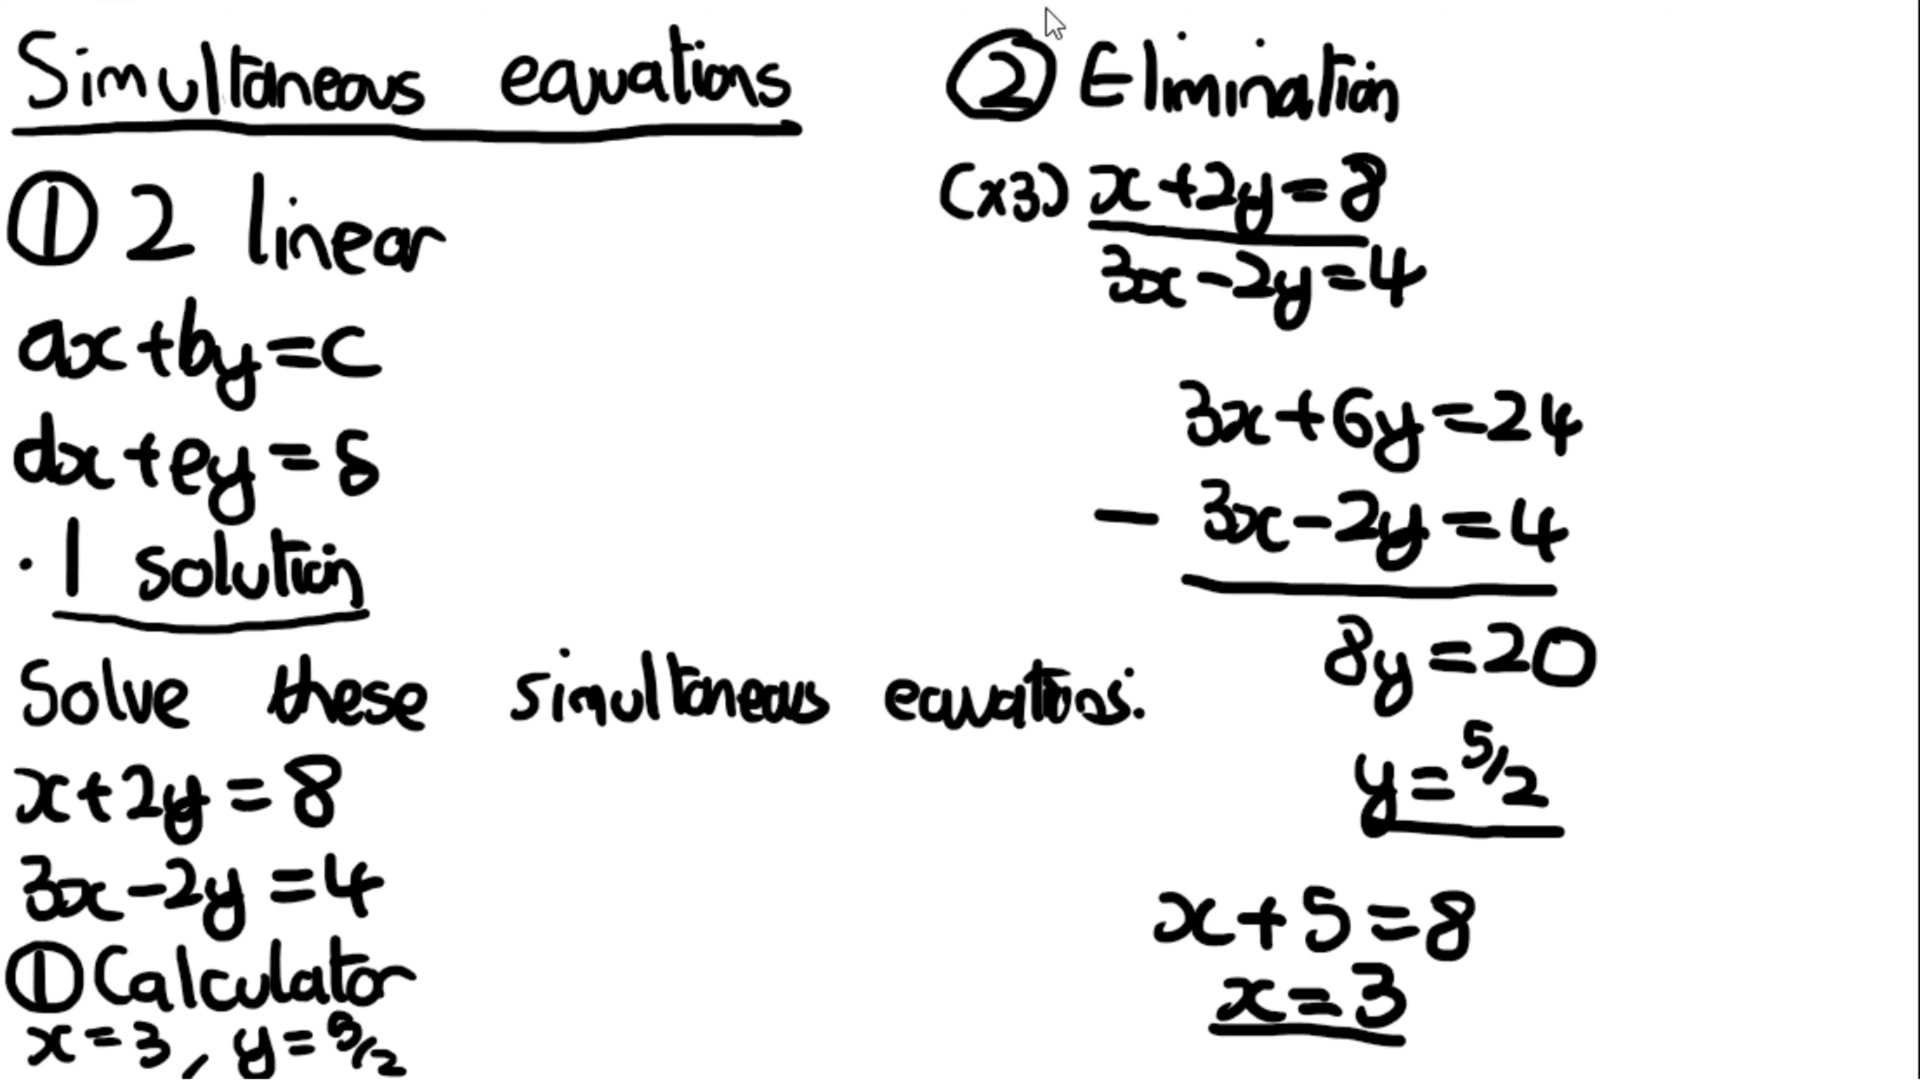 Simultaneous equations
① 2 linear
ax+by=c
dx+ey=f
· 1 solution
Solve these simultaneous equations.
x+2y=8
3x-2y=4
① Calculator
x=3, y=5/2
② Elimination
(x3) x+2y=8
3x-2y=4
3x+6y=24
- 3x-2y=4
8y=20
y=5/2
x+5=8
x=3